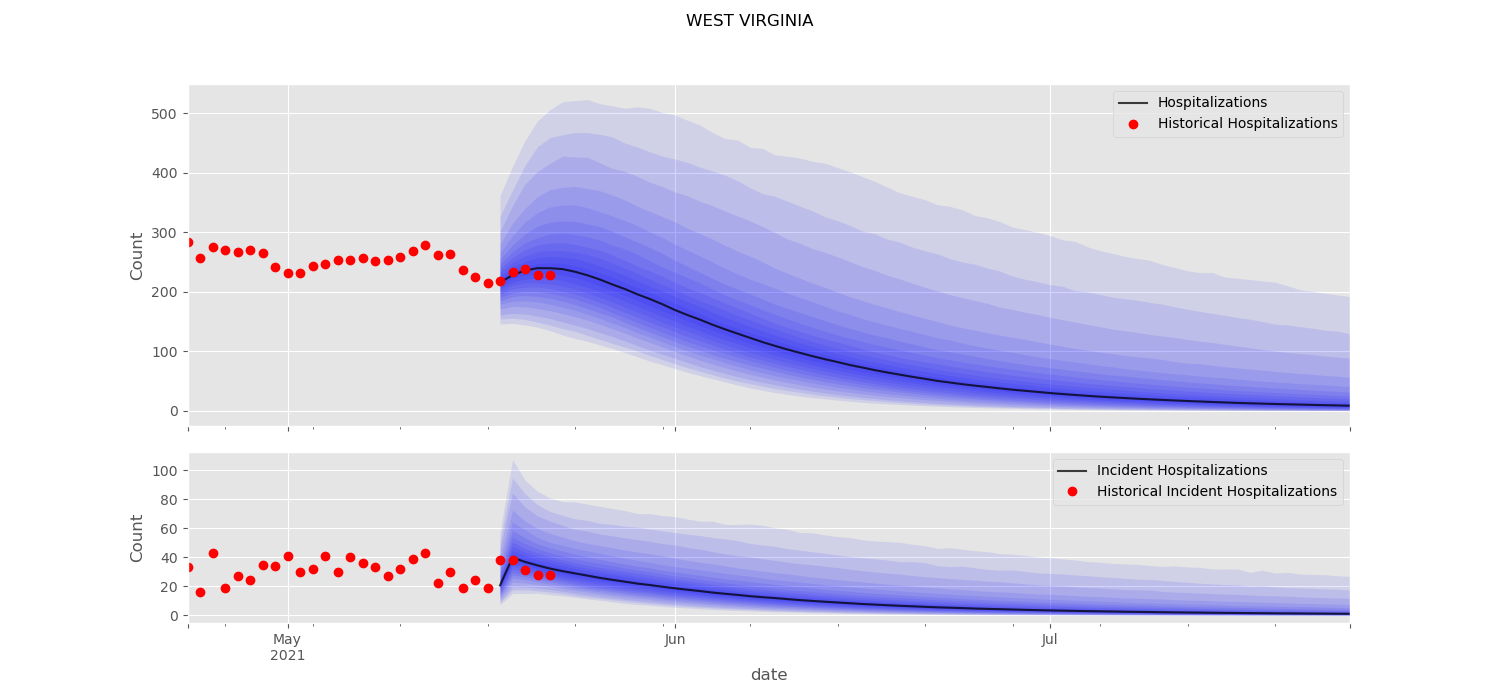 WEST VIRGINIA
500
400
300
200
100
0
Count
Hospitalizations
Historical Hospitalizations
100
80
60
40
20
0
Count
Incident Hospitalizations
Historical Incident Hospitalizations
May
2021
Jun
Jul
date